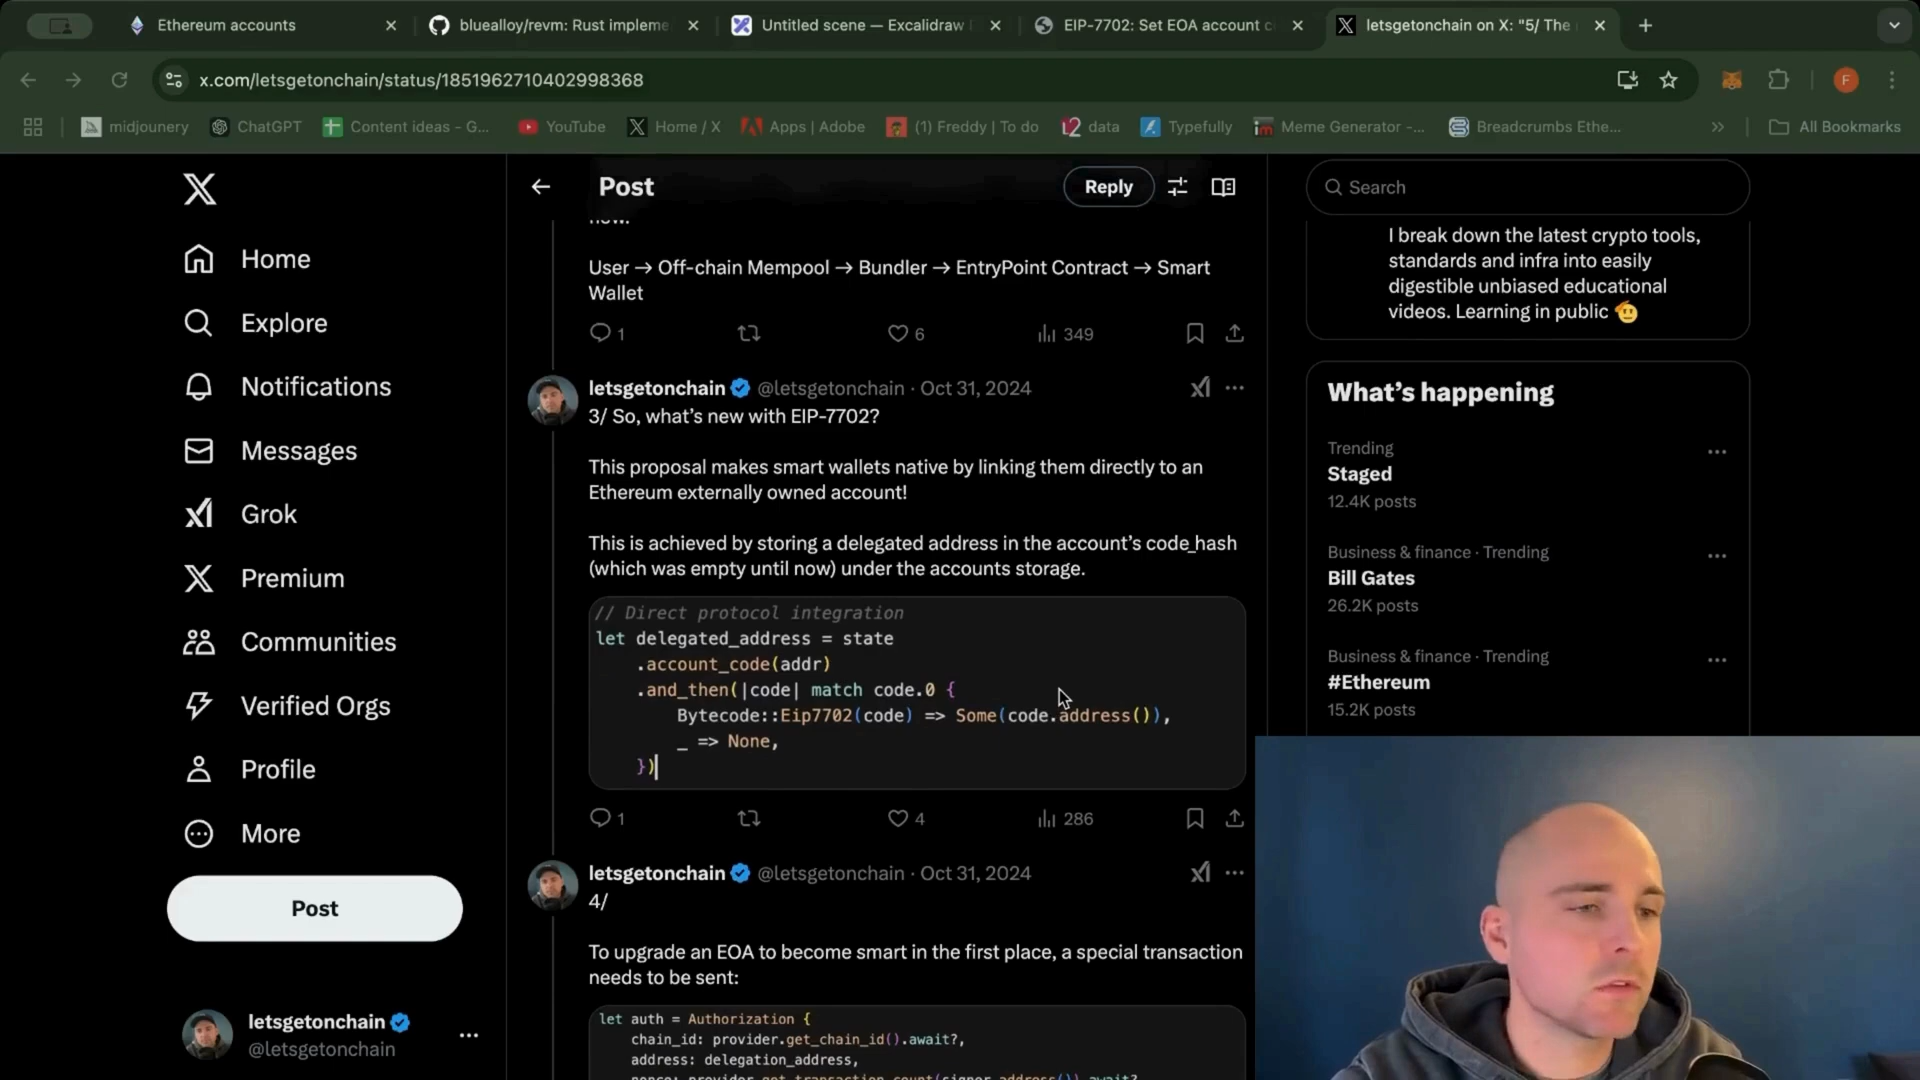 Ethereum accounts
bluealloy/revm: Rust impleme
Untitled scene — Excalidraw
EIP-7702: Set EOA account c
letsgetonchain on X: "5/ The
x.com/letsgetonchain/status/1851962710402998368
F
midjounery
ChatGPT
Content ideas - G...
YouTube
Home / X
Apps | Adobe
(1) Freddy | To do
data
Typefully
Meme Generator -...
Breadcrumbs Ethe...
All Bookmarks
Home
Explore
Notifications
Messages
Grok
Premium
Communities
Verified Orgs
Profile
More
Post
letsgetonchain
@letsgetonchain
Post
Reply
now.
User → Off-chain Mempool → Bundler → EntryPoint Contract → Smart
Wallet
1
6
349
letsgetonchain @letsgetonchain · Oct 31, 2024
3/ So, what's new with EIP-7702?
This proposal makes smart wallets native by linking them directly to an
Ethereum externally owned account!
This is achieved by storing a delegated address in the account's code_hash
(which was empty until now) under the accounts storage.
// Direct protocol integration
let delegated_address = state
.account_code(addr)
.and_then(|code| match code.0 {
Bytecode::Eip7702(code) => Some(code.address()),
_ => None,
})
1
4
286
letsgetonchain @letsgetonchain · Oct 31, 2024
4/
To upgrade an EOA to become smart in the first place, a special transaction
needs to be sent:
let auth = Authorization {
chain_id: provider.get_chain_id().await?,
address: delegation_address,
nonce: provider.get_transaction_count(signer.address()).await?
Search
I break down the latest crypto tools,
standards and infra into easily
digestible unbiased educational
videos. Learning in public
What's happening
Trending
Staged
12.4K posts
Business & finance · Trending
Bill Gates
26.2K posts
Business & finance · Trending
#Ethereum
15.2K posts